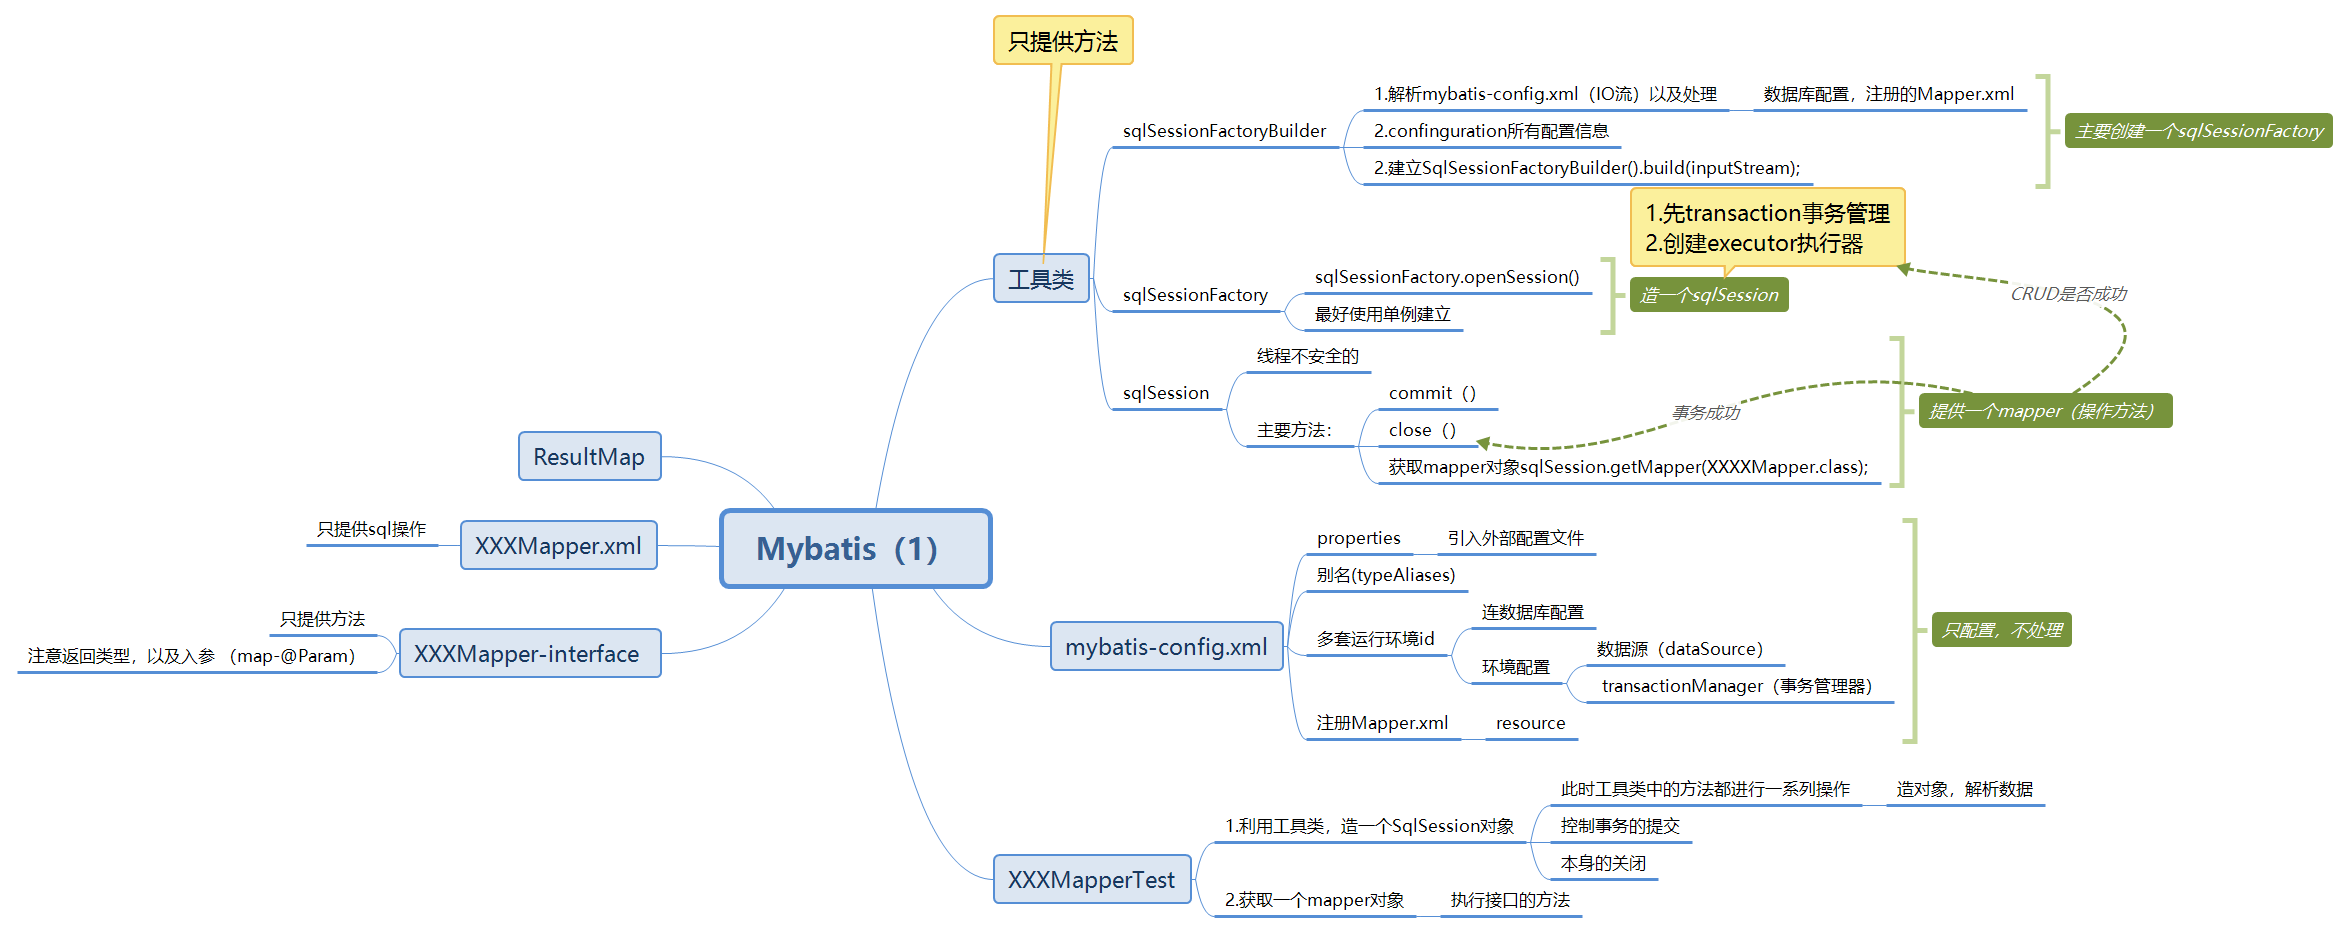 只提供方法
1.解析mybatis-config.xml（IO流）以及处理
数据库配置，注册的Mapper.xml
sqlSessionFactoryBuilder
2.confinguration所有配置信息
主要创建一个sqlSessionFactory
2.建立SqlSessionFactoryBuilder().build(inputStream);
1.先transaction事务管理
2.创建executor执行器
工具类
sqlSessionFactory.openSession()
sqlSessionFactory
造一个sqlSession
CRUD是否成功
最好使用单例建立
线程不安全的
sqlSession
commit（）
事务成功
提供一个mapper（操作方法）
主要方法：
close（）
获取mapper对象sqlSession.getMapper(XXXXMapper.class);
ResultMap
只提供sql操作
XXXMapper.xml
Mybatis（1）
只提供方法
注意返回类型，以及入参 （map-@Param）
XXXMapper-interface
properties
引入外部配置文件
别名(typeAliases)
连数据库配置
多套运行环境id
mybatis-config.xml
只配置，不处理
数据源（dataSource）
环境配置
transactionManager（事务管理器）
注册Mapper.xml
resource
此时工具类中的方法都进行一系列操作
造对象，解析数据
1.利用工具类，造一个SqlSession对象
控制事务的提交
本身的关闭
XXXMapperTest
2.获取一个mapper对象
执行接口的方法